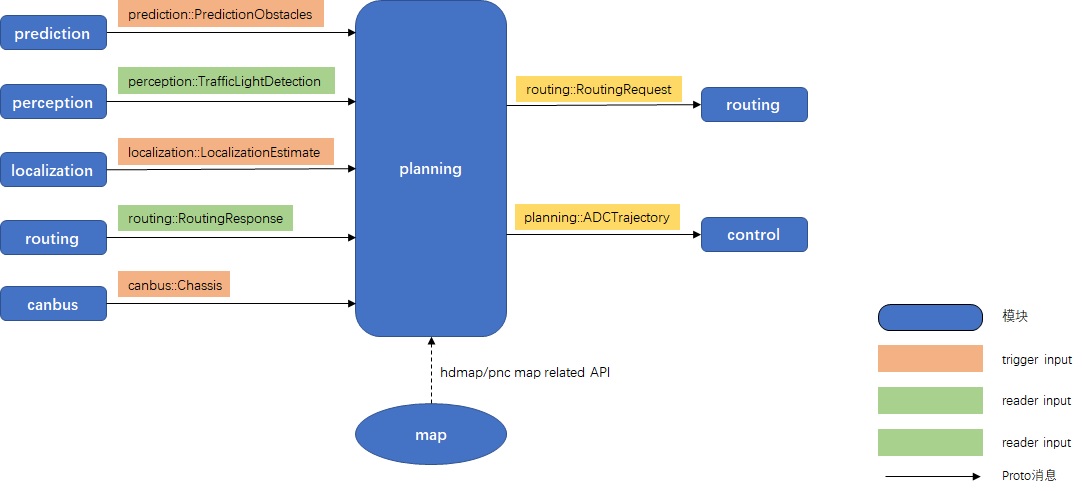 prediction
prediction::PredictionObstacles
perception
perception::TrafficLightDetection
localization
localization::LocalizationEstimate
routing
routing::RoutingResponse
canbus
canbus::Chassis
planning
routing::RoutingRequest
routing
planning::ADCTrajectory
control
hdmap/pnc map related API
map
模块
trigger input
reader input
reader input
Proto消息